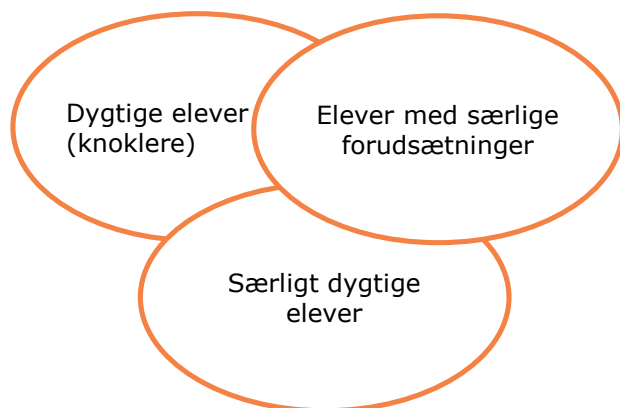 Dygtige elever
(knoklere)
Elever med særlige
forudsætninger
Særligt dygtige
elever